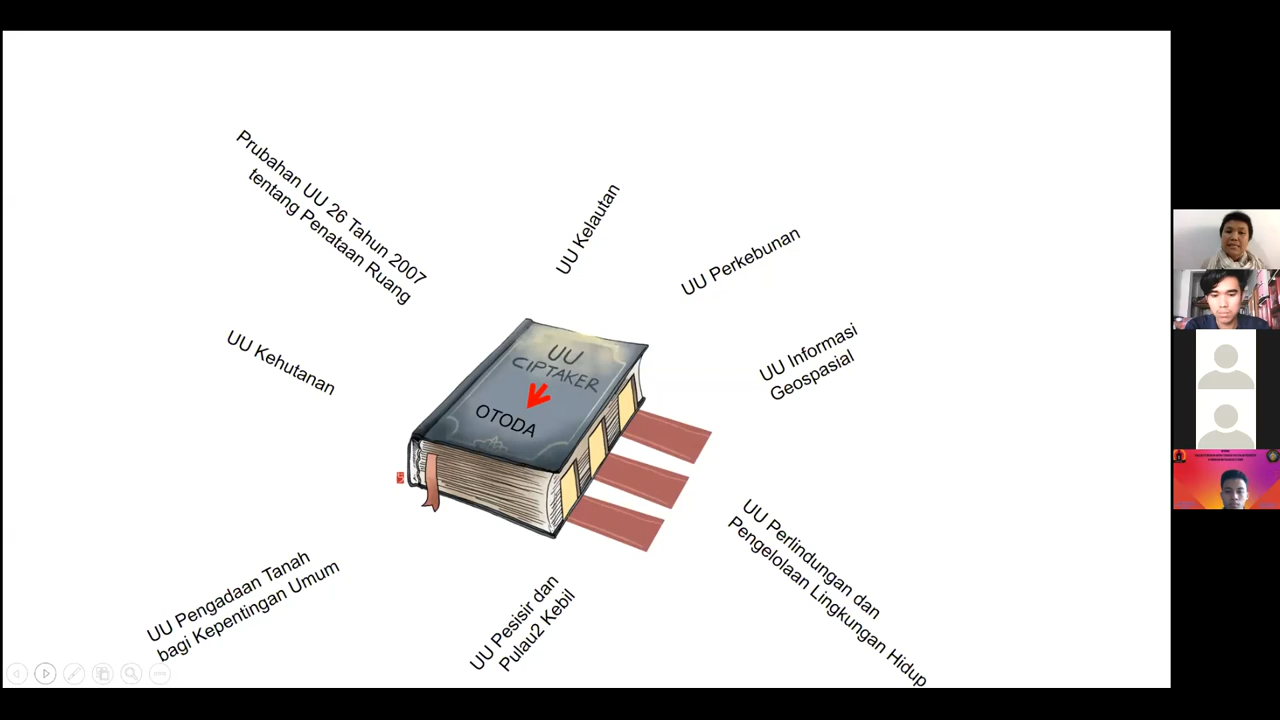 Prubahan UU 26 Tahun 2007
tentang Penataan Ruang
UU Kelautan
UU Perkebunan
UU Kehutanan
UU Informasi
Geospasial
UU
CIPTAKER
OTODA
UU Pengadaan Tanah
bagi Kepentingan Umum
UU Pesisir dan
Pulau2 Kebil
UU Perlindungan dan
Pengelolaan Lingkungan Hidup